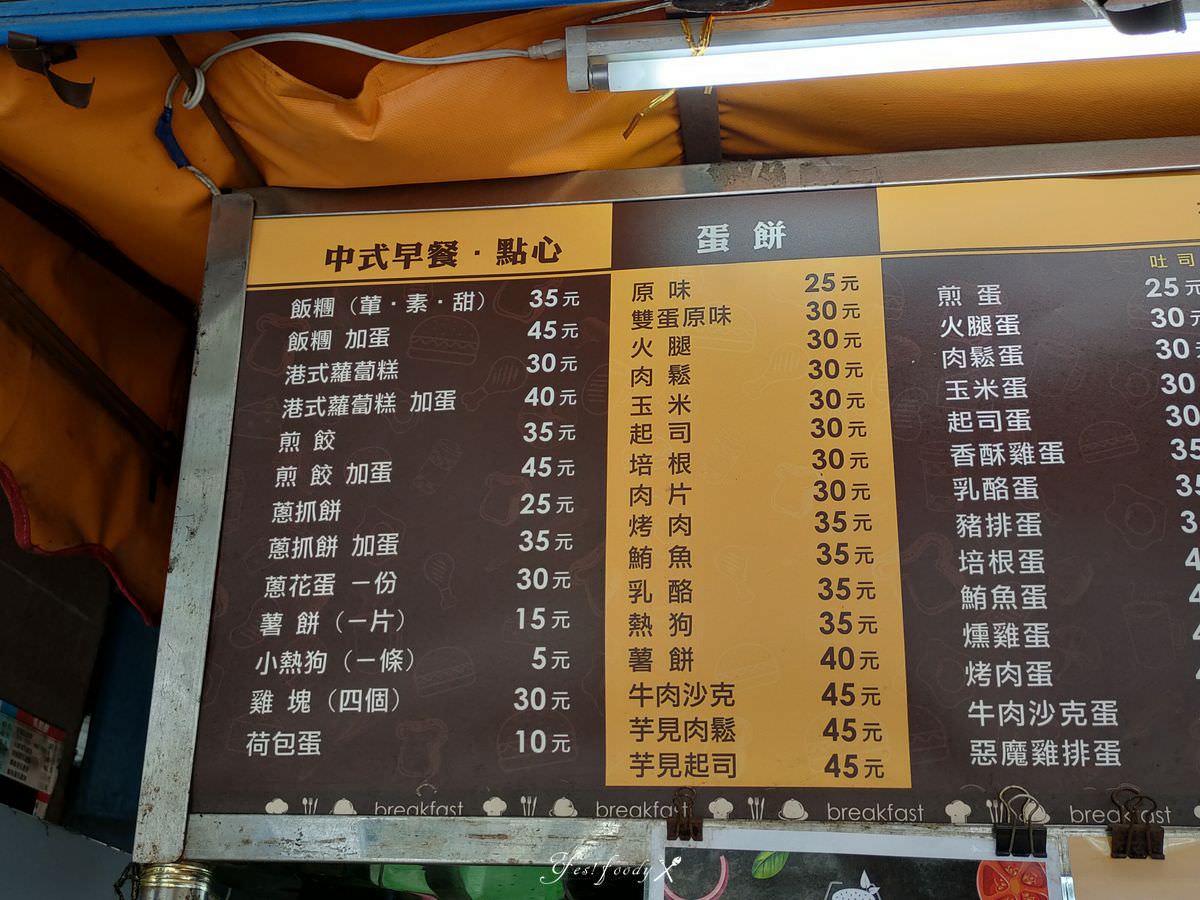 中式早餐·點心
飯糰（葷·素·甜） 35元
飯糰 加蛋 45元
港式蘿蔔糕 30元
港式蘿蔔糕 加蛋 40元
煎餃 35元
煎餃 加蛋 45元
蔥抓餅 25元
蔥抓餅 加蛋 35元
蔥花蛋 一份 30元
薯餅（一片） 15元
小熱狗（一條） 5元
雞塊（四個） 30元
荷包蛋 10元
蛋餅
原味 25元
雙蛋原味 30元
火腿 30元
肉鬆 30元
玉米 30元
起司 30元
培根 30元
肉片 30元
烤肉 35元
鮪魚 35元
乳酪 35元
熱狗 35元
薯餅 40元
牛肉沙克 45元
芋見肉鬆 45元
芋見起司 45元
吐司
煎蛋 25元
火腿蛋 30
肉鬆蛋 30
玉米蛋 30
起司蛋 30
香酥雞蛋 35
乳酪蛋
豬排蛋
培根蛋
鮪魚蛋
燻雞蛋
烤肉蛋
牛肉沙克蛋
惡魔雞排蛋
breakfast breakfast breakfast breakfast
Yes!foodyX